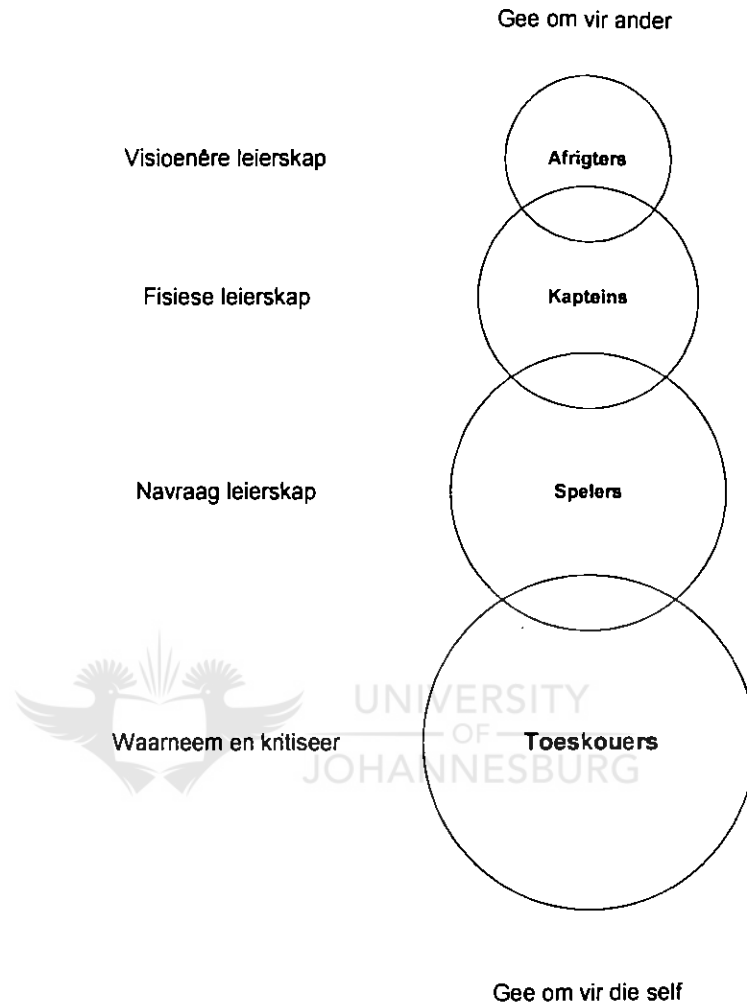 Gee om vir ander
Visioenêre leierskap
Afrigters
Fisiese leierskap
Kapteins
Navraag leierskap
Spelers
UNIVERSITY
OF
JOHANNESBURG
Waarneem en kritiseer
Toeskouers
Gee om vir die self